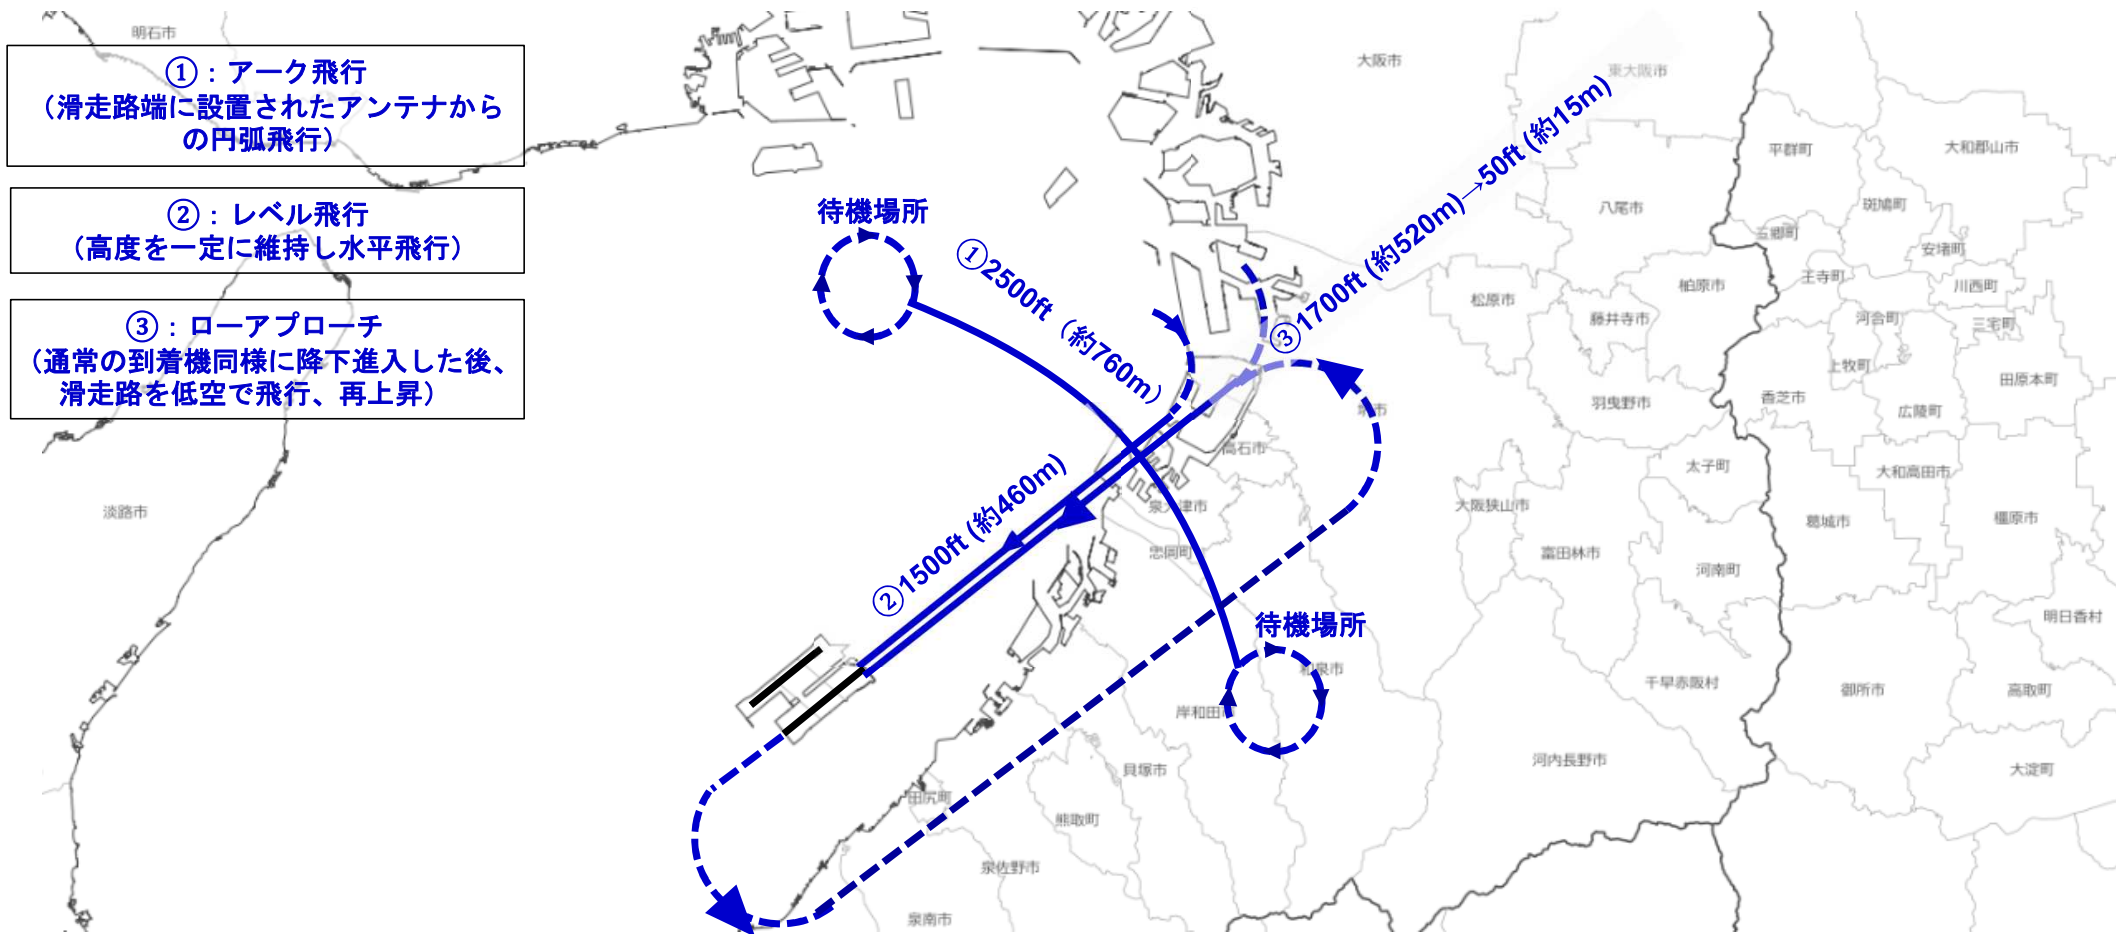 明石市
①：アーク飛行
（滑走路端に設置されたアンテナから
の円弧飛行）
②：レベル飛行
（高度を一定に維持し水平飛行）
③：ローアプローチ
（通常の到着機同様に降下進入した後、
滑走路を低空で飛行、再上昇）
淡路市
待機場所
①2500ft（約760m）
②1500ft (約460m)
③1700ft (約520m)→50ft (約15m)
待機場所
大阪市
東大阪市
平群町
大和郡山市
八尾市
斑鳩町
三郷町
安堵町
松原市
柏原市
王寺町
川西町
藤井寺市
河合町
三宅町
上牧町
田原本町
堺市
羽曳野市
香芝市
広陵町
高石市
太子町
大和高田市
泉大津市
大阪狭山市
葛城市
橿原市
忠岡町
富田林市
河南町
明日香村
和泉市
千早赤阪村
御所市
高取町
岸和田市
貝塚市
河内長野市
大淀町
田尻町
熊取町
泉佐野市
泉南市